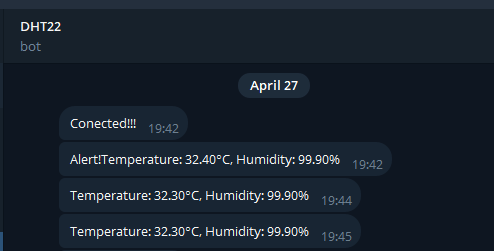 DHT22
bot
April 27
Conected!!! 19:42
Alert!Temperature: 32.40°C, Humidity: 99.90% 19:42
Temperature: 32.30°C, Humidity: 99.90% 19:44
Temperature: 32.30°C, Humidity: 99.90% 19:45